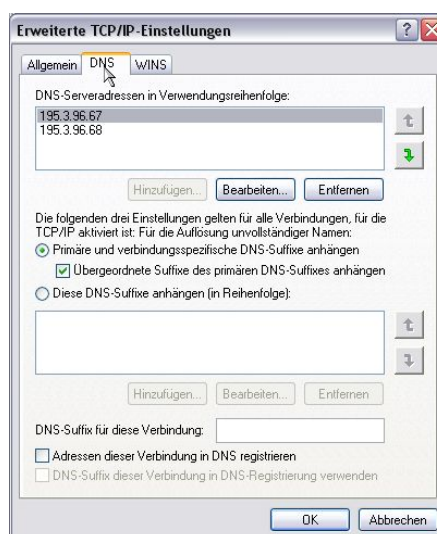 Erweiterte TCP/IP-Einstellungen
Allgemein DNS WINS
DNS-Serveradressen in Verwendungsreihenfolge:
195.3.96.67
195.3.96.68
Hinzufügen... Bearbeiten... Entfernen
Die folgenden drei Einstellungen gelten für alle Verbindungen, für die
TCP/IP aktiviert ist: Für die Auflösung unvollständiger Namen:
Primäre und verbindungsspezifische DNS-Suffixe anhängen
Übergeordnete Suffixe des primären DNS-Suffixes anhängen
Diese DNS-Suffixe anhängen (in Reihenfolge):
Hinzufügen... Bearbeiten... Entfernen
DNS-Suffix für diese Verbindung:
Adressen dieser Verbindung in DNS registrieren
DNS-Suffix dieser Verbindung in DNS-Registrierung verwenden
OK Abbrechen